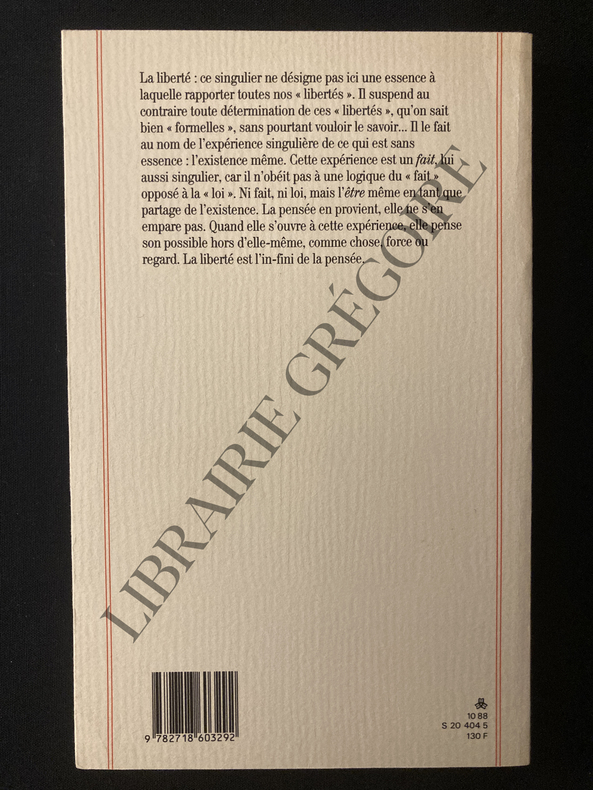 La liberté : ce singulier ne désigne pas ici une essence à
laquelle rapporter toutes nos « libertés ». Il suspend au
contraire toute détermination de ces « libertés », qu'on sait
bien « formelles », sans pourtant vouloir le savoir... Il le fait
au nom de l'expérience singulière de ce qui est sans
essence : l'existence même. Cette expérience est un fait, lui
aussi singulier, car il n'obéit pas à une logique du « fait »
opposé à la « loi ». Ni fait, ni loi, mais l'être même en tant que
partage de l'existence. La pensée en provient, elle ne s'en
empare pas. Quand elle s'ouvre à cette expérience, elle pense
son possible hors d'elle-même, comme chose, force ou
regard. La liberté est l'in-fini de la pensée.
LIBRAIRIE GRÉGOIRE
9 782718 603292
10 88
S 20 404 5
130 F